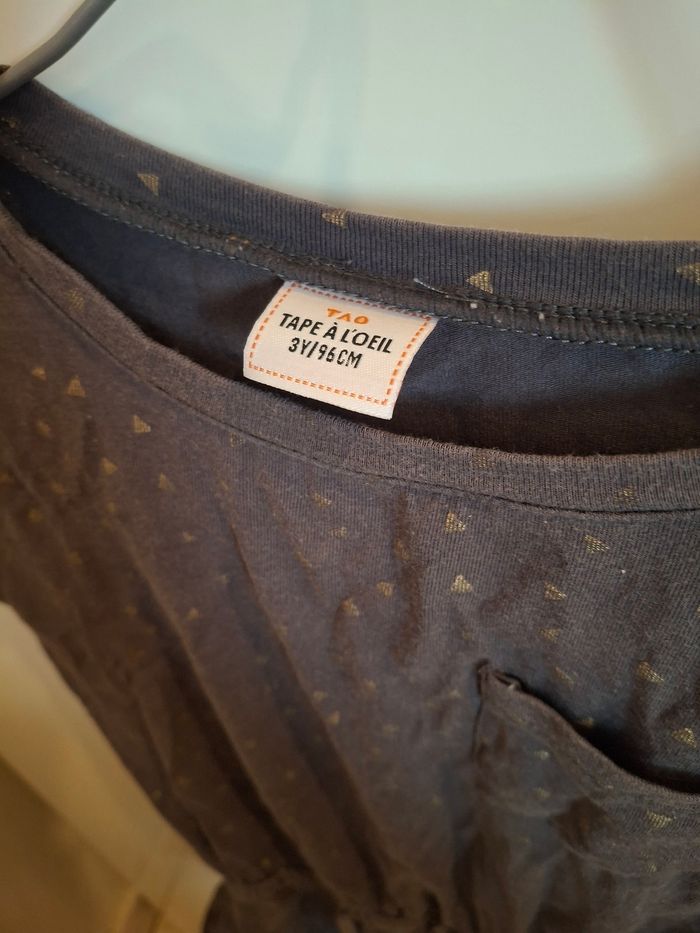 TAO
TAPE À L'OEIL
3Y/96CM